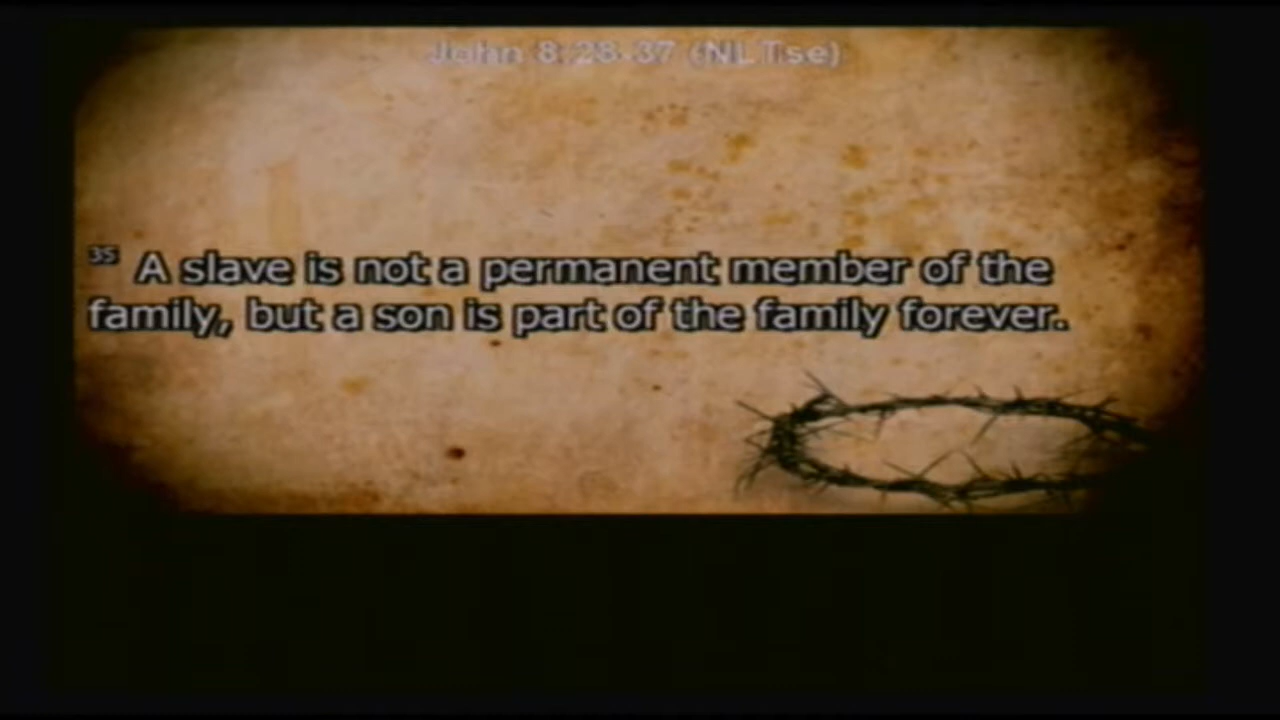 John 8:28-37 (NLTse)
35 A slave is not a permanent member of the
family, but a son is part of the family forever.